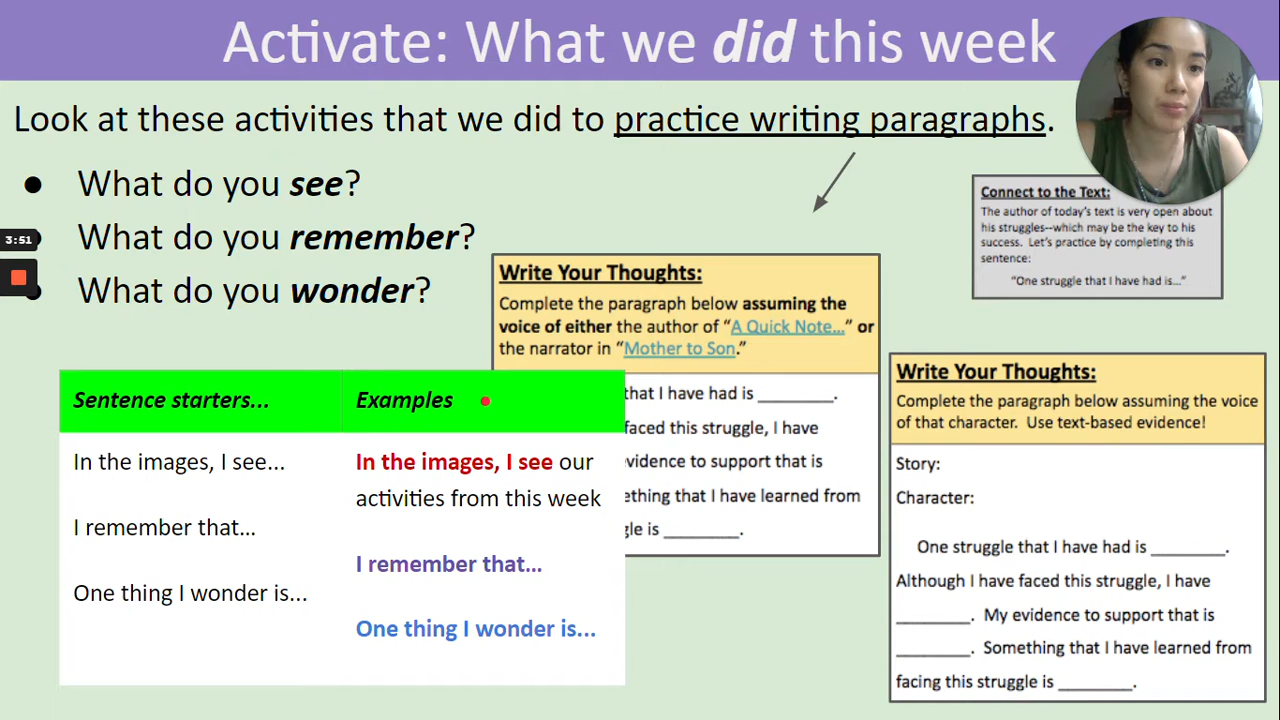 Activate: What we did this week
Look at these activities that we did to practice writing paragraphs.
● What do you see?
● What do you remember?
● What do you wonder?
3:51
Connect to the Text:
The author of today's text is very open about
his struggles--which may be the key to his
success. Let's practice by completing this
sentence:
"One struggle that I have had is..."
Write Your Thoughts:
Complete the paragraph below assuming the
voice of either the author of "A Quick Note..." or
the narrator in "Mother to Son."
that I have had is ________.
faced this struggle, I have
evidence to support that is
ething that I have learned from
gle is ________.
Sentence starters...
In the images, I see...
I remember that...
One thing I wonder is...
Examples
In the images, I see our
activities from this week
I remember that...
One thing I wonder is...
Write Your Thoughts:
Complete the paragraph below assuming the voice
of that character. Use text-based evidence!
Story:
Character:
One struggle that I have had is ________.
Although I have faced this struggle, I have
________. My evidence to support that is
________. Something that I have learned from
facing this struggle is ________.